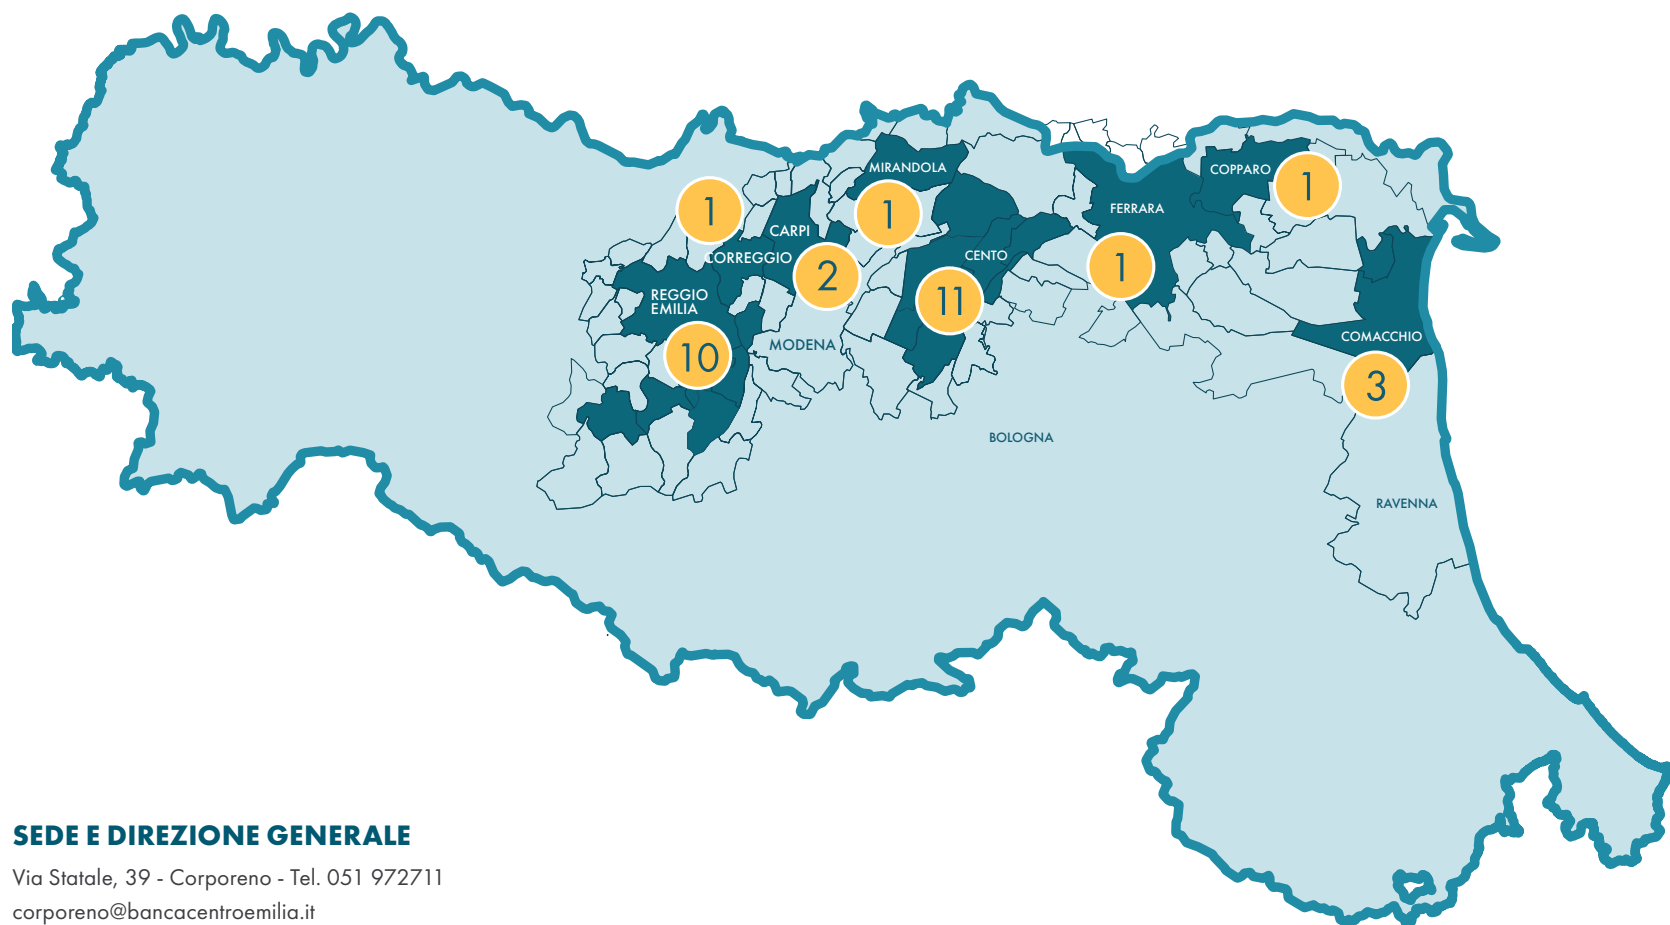 MIRANDOLA
COPPARO
1
1
1
FERRARA
CARPI
CORREGGIO
CENTO
1
2
REGGIO
EMILIA
11
COMACCHIO
MODENA
10
3
BOLOGNA
RAVENNA
SEDE E DIREZIONE GENERALE
Via Statale, 39 - Corporeno - Tel. 051 972711
corporeno@bancacentroemilia.it